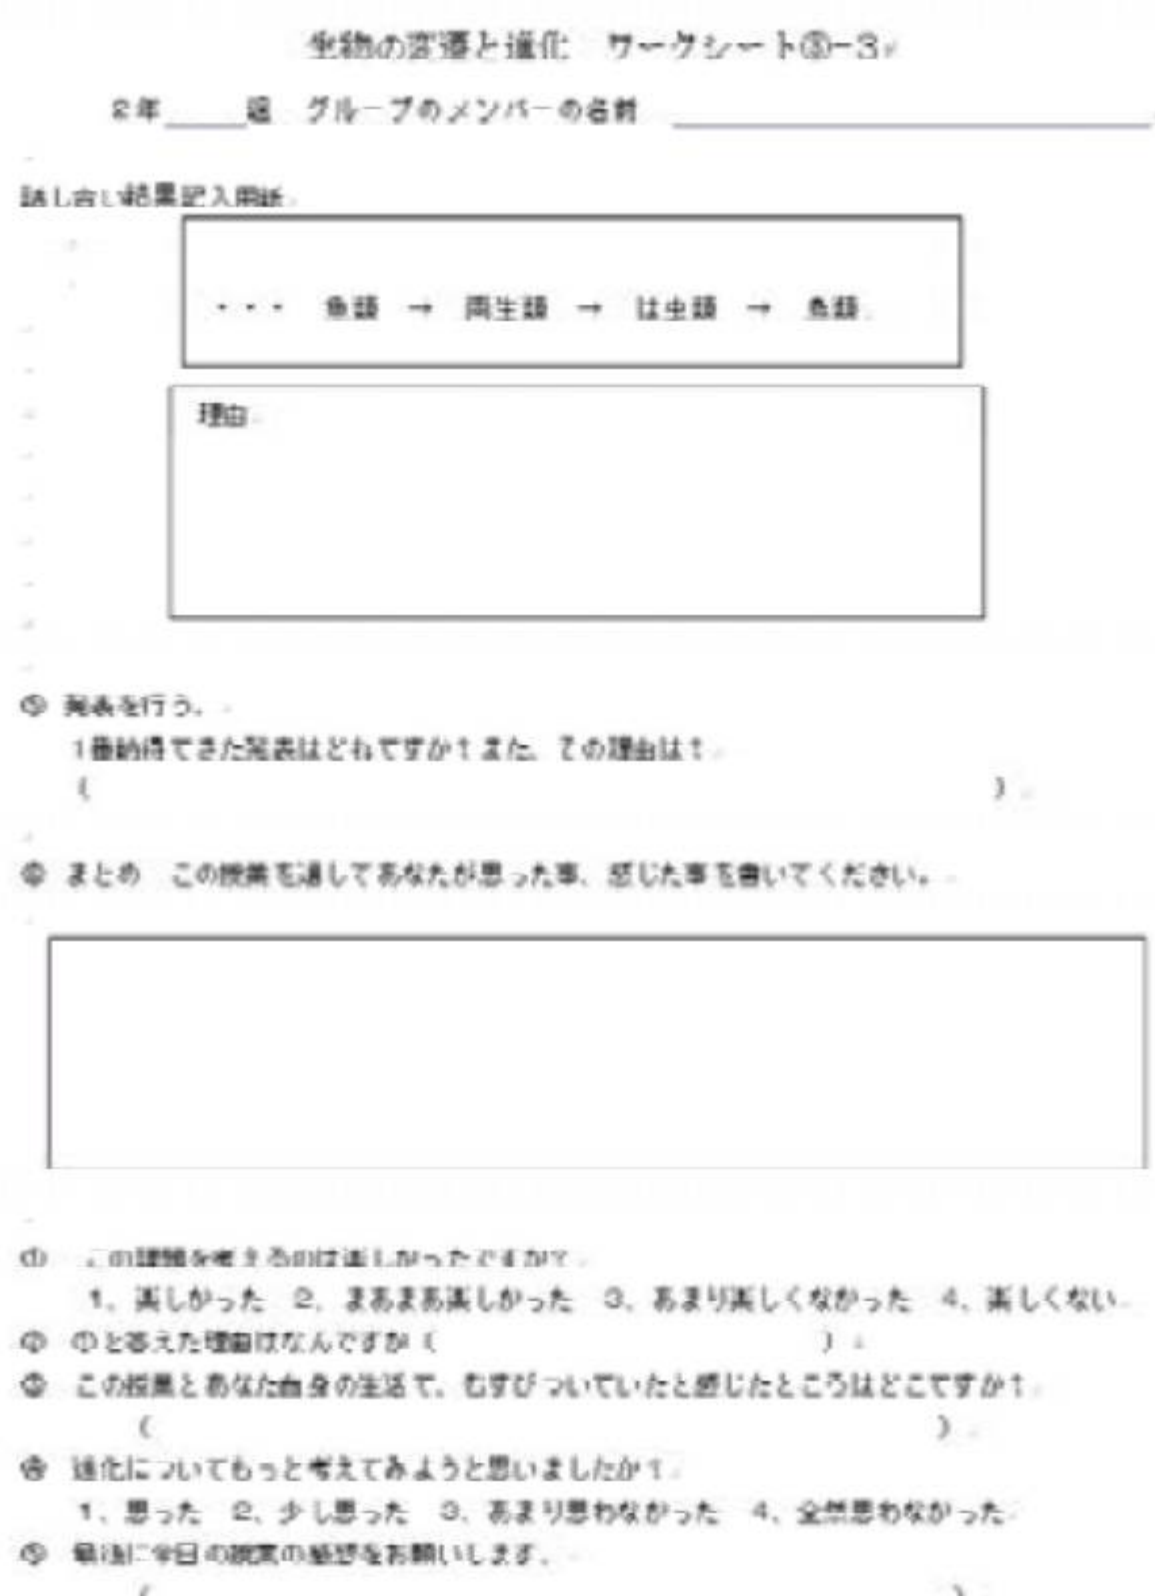 生物の変遷と進化 ワークシート③-3
2年_____組 グループのメンバーの名前 _____
話し合い結果記入用紙
・・・ 魚類 → 両生類 → は虫類 → 鳥類
理由
⑤ 発表を行う。
1番納得できた発表はどれですか? また、その理由は?
( )
⑥ まとめ この授業を通してあなたが思った事、感じた事を書いてください。
① この課題を考えるのは楽しかったですか?
1、楽しかった 2、まあまあ楽しかった 3、あまり楽しくなかった 4、楽しくない
② ①と答えた理由はなんですか( )
③ この授業とあなた自身の生活で、むすびついていたと感じたところはどこですか?
( )
④ 進化についてもっと考えてみようと思いましたか?
1、思った 2、少し思った 3、あまり思わなかった 4、全然思わなかった
⑤ 最後に今日の授業の感想をお願いします。
( )